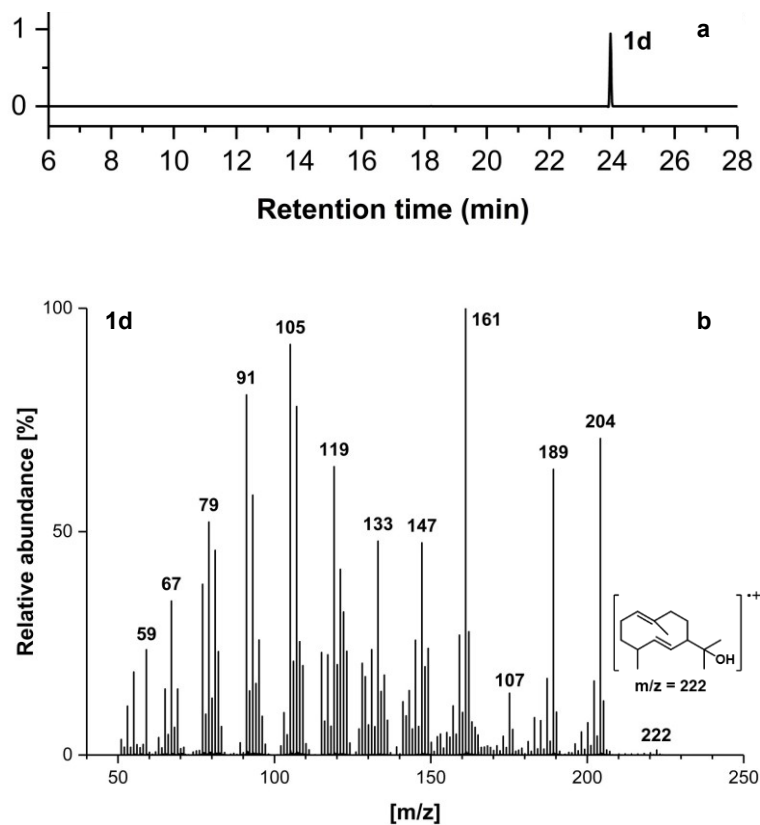 a
1
1d
0
6 8 10 12 14 16 18 20 22 24 26 28
Retention time (min)
1d
b
100
50
0
Relative abundance [%]
59
67
79
91
105
119
133
147
161
107
189
204
222
OH
•+
m/z = 222
50 100 150 200 250
[m/z]